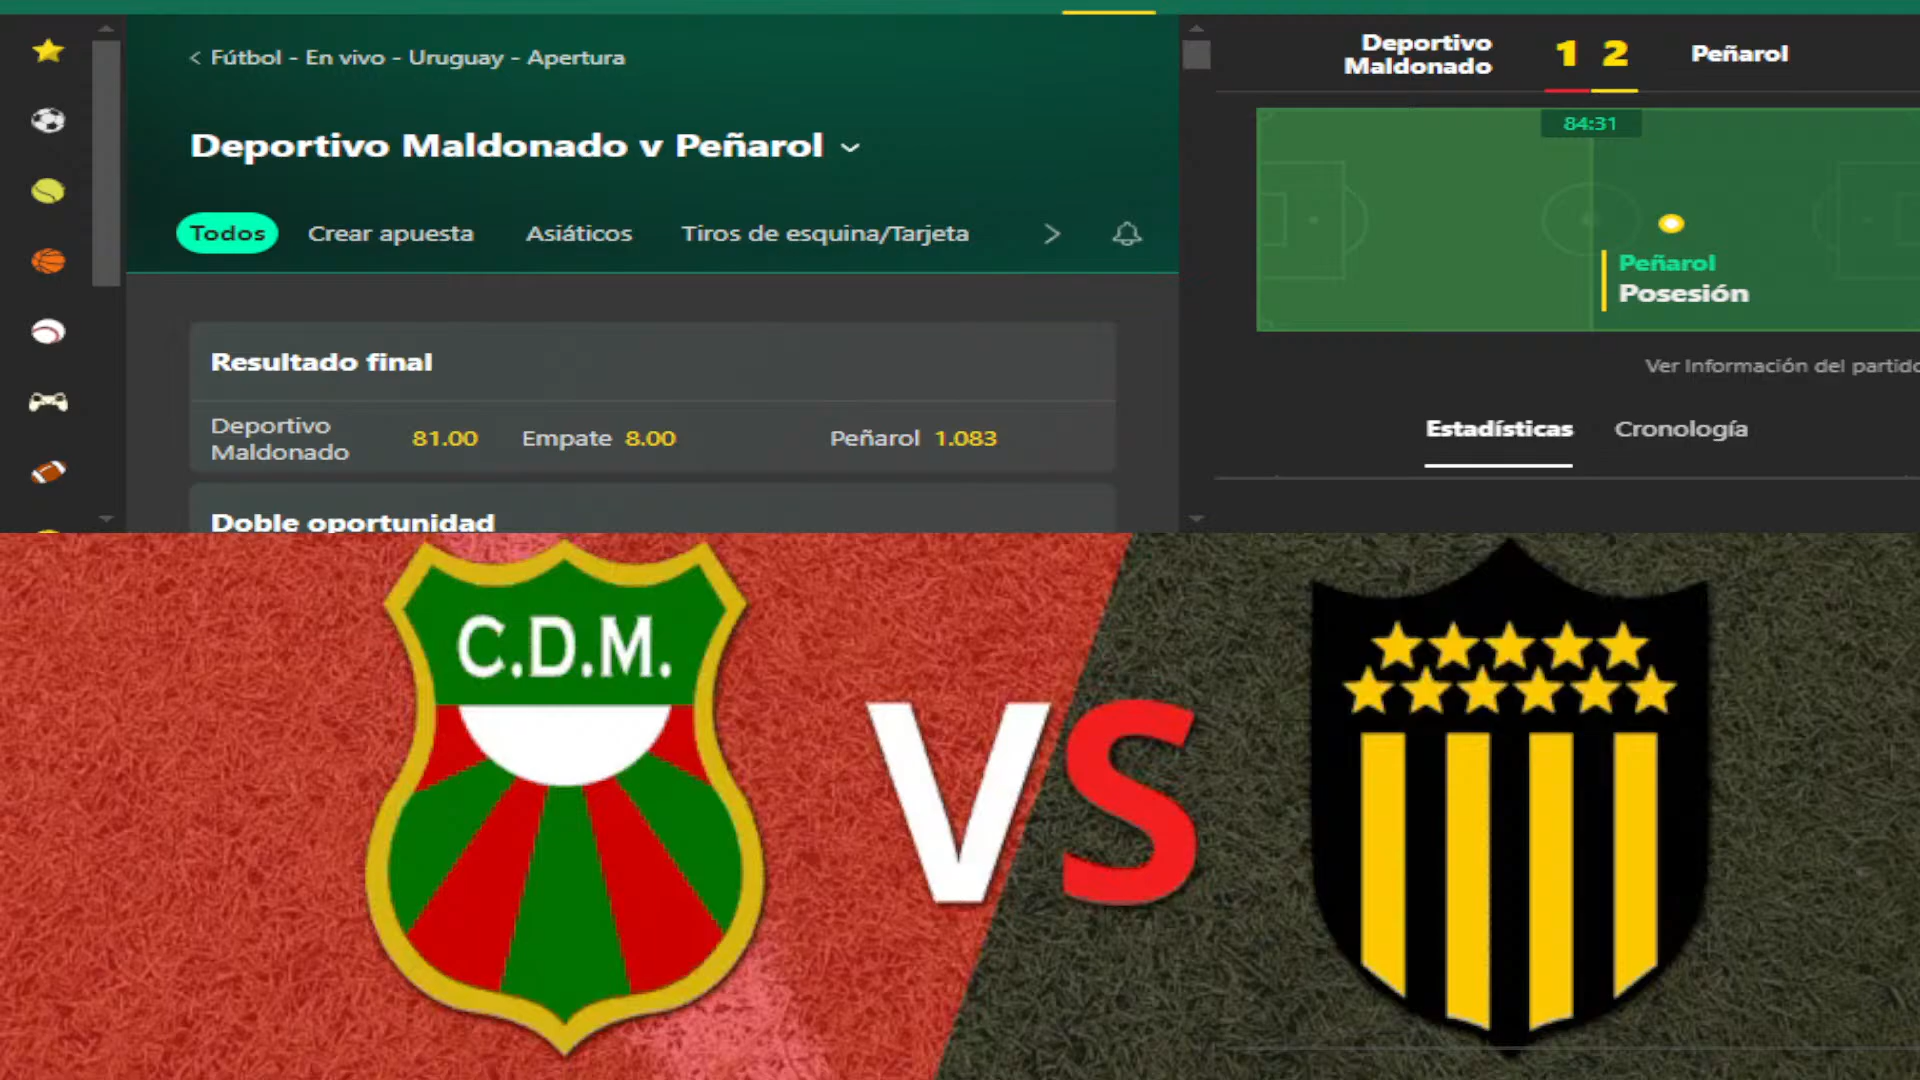 < Fútbol - En vivo - Uruguay - Apertura
Deportivo Maldonado v Peñarol
Todos Crear apuesta Asiáticos Tiros de esquina/Tarjeta
Resultado final
Deportivo
Maldonado 81.00 Empate 8.00 Peñarol 1.083
Doble oportunidad
Deportivo
Maldonado 1 2 Peñarol
84:31
Peñarol
Posesión
Ver Información del partido
Estadísticas Cronología
C.D.M.
VS